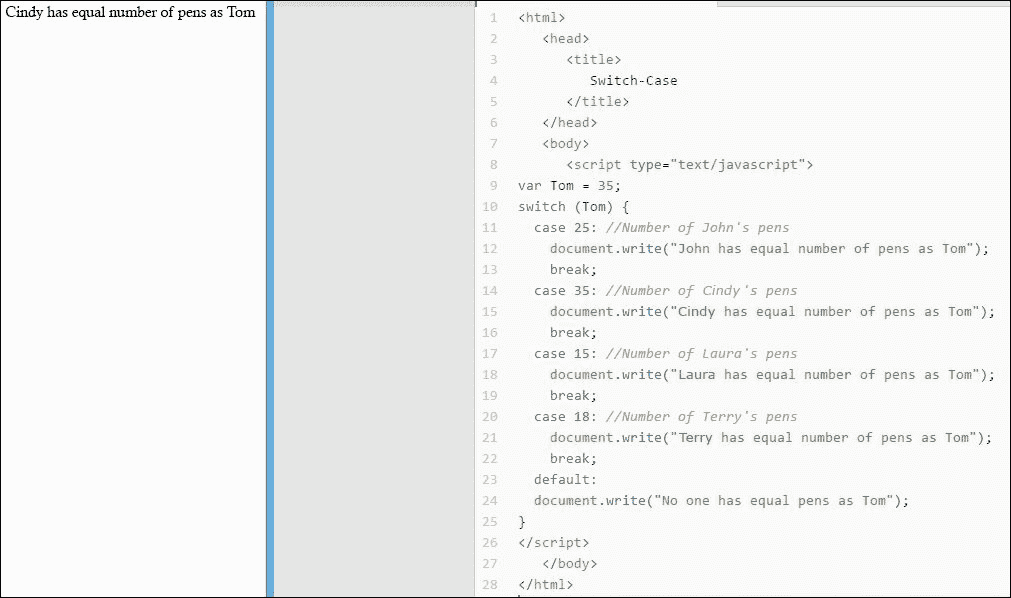 Cindy has equal number of pens as Tom
1 <html>
2 <head>
3 <title>
4 Switch-Case
5 </title>
6 </head>
7 <body>
8 <script type="text/javascript">
9 var Tom = 35;
10 switch (Tom) {
11 case 25: //Number of John's pens
12 document.write("John has equal number of pens as Tom");
13 break;
14 case 35: //Number of Cindy's pens
15 document.write("Cindy has equal number of pens as Tom");
16 break;
17 case 15: //Number of Laura's pens
18 document.write("Laura has equal number of pens as Tom");
19 break;
20 case 18: //Number of Terry's pens
21 document.write("Terry has equal number of pens as Tom");
22 break;
23 default:
24 document.write("No one has equal pens as Tom");
25 }
26 </script>
27 </body>
28 </html>